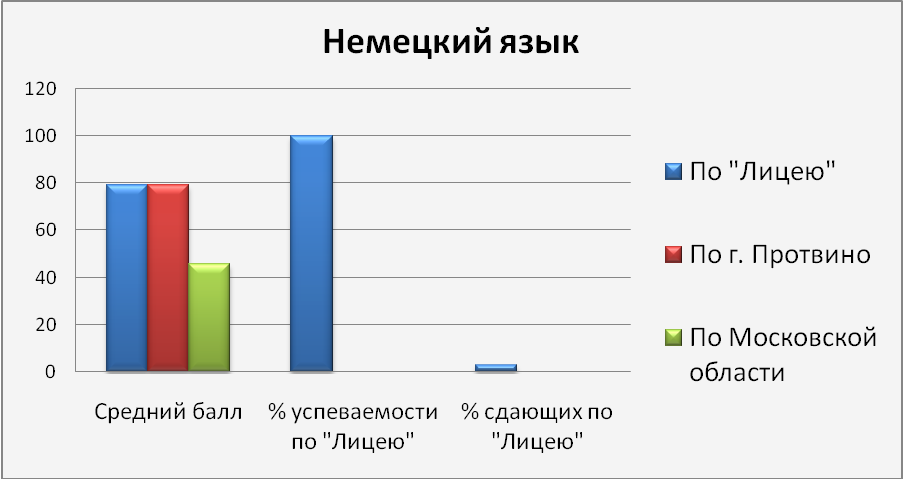 Немецкий язык
120
100
80
60
40
20
0
Средний балл
% успеваемости
по "Лицею"
% сдающих по
"Лицею"
По "Лицею"
По г. Протвино
По Московской
области